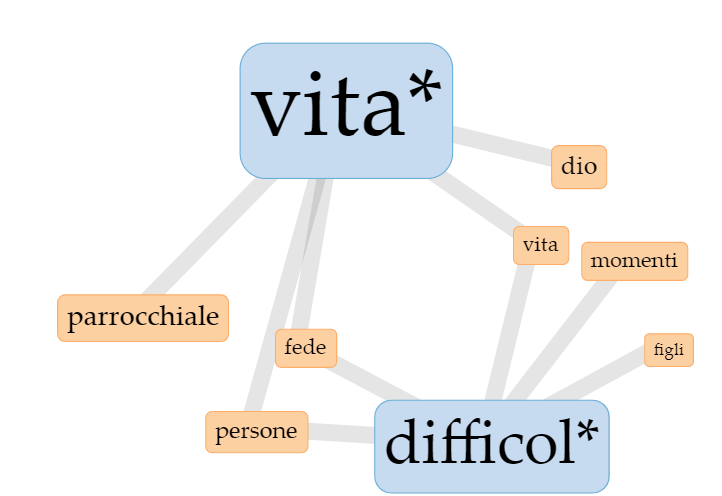 vita*
dio
vita
momenti
parrocchiale
fede
figli
persone
difficol*